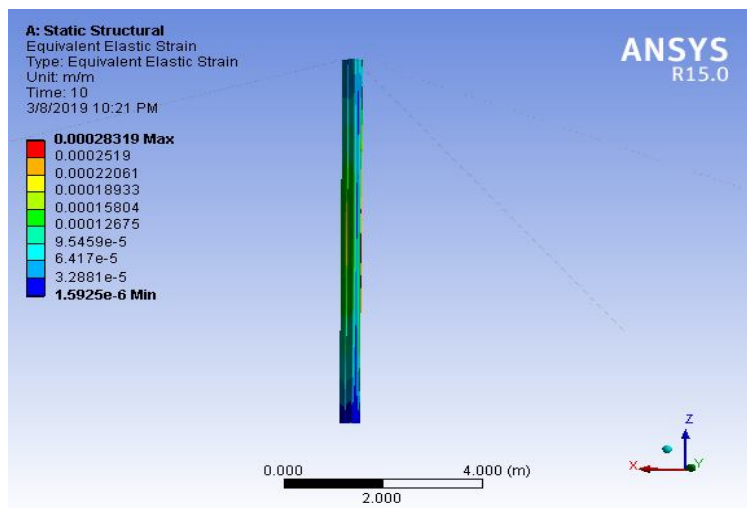 A: Static Structural
Equivalent Elastic Strain
Type: Equivalent Elastic Strain
Unit: m/m
Time: 10
3/8/2019 10:21 PM
0.00028319 Max
0.0002519
0.00022061
0.00018933
0.00015804
0.00012675
9.5459e-5
6.417e-5
3.2881e-5
1.5925e-6 Min
ANSYS
R15.0
0.000
4.000 (m)
2.000
Z
X
Y